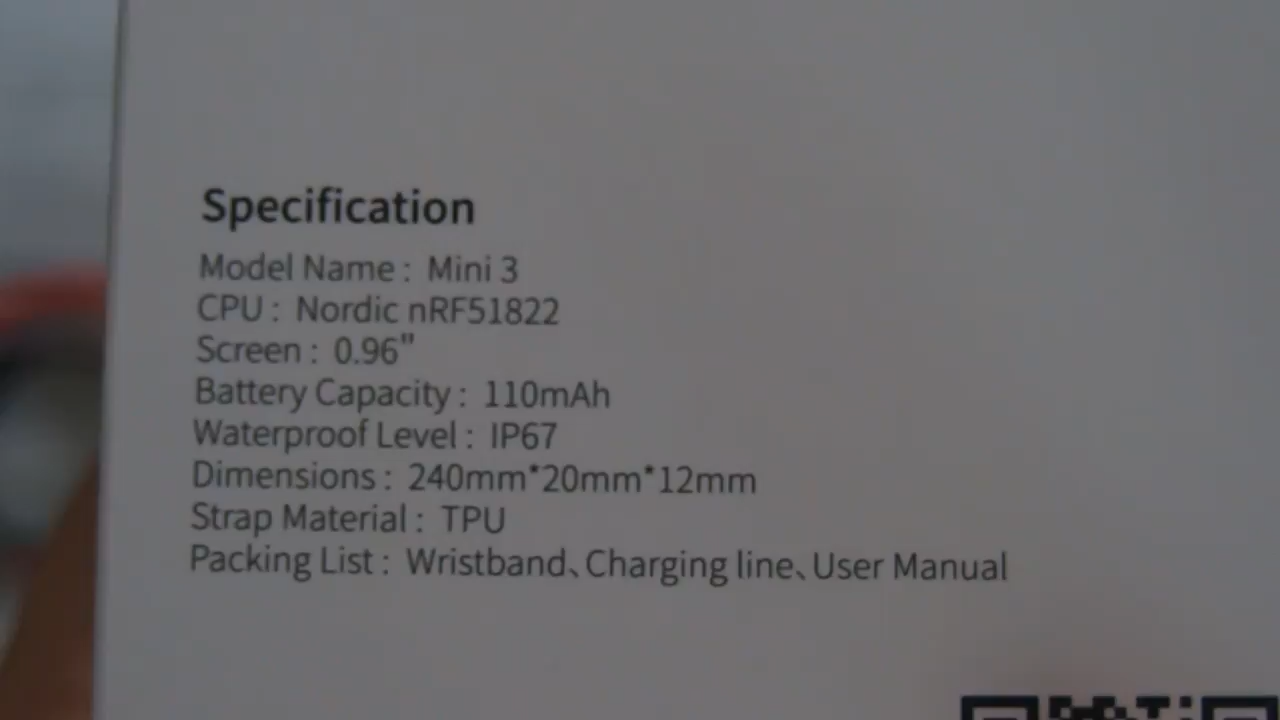 Specification
Model Name : Mini 3
CPU : Nordic nRF51822
Screen : 0.96"
Battery Capacity : 110mAh
Waterproof Level : IP67
Dimensions : 240mm*20mm*12mm
Strap Material : TPU
Packing List : Wristband、Charging line、User Manual